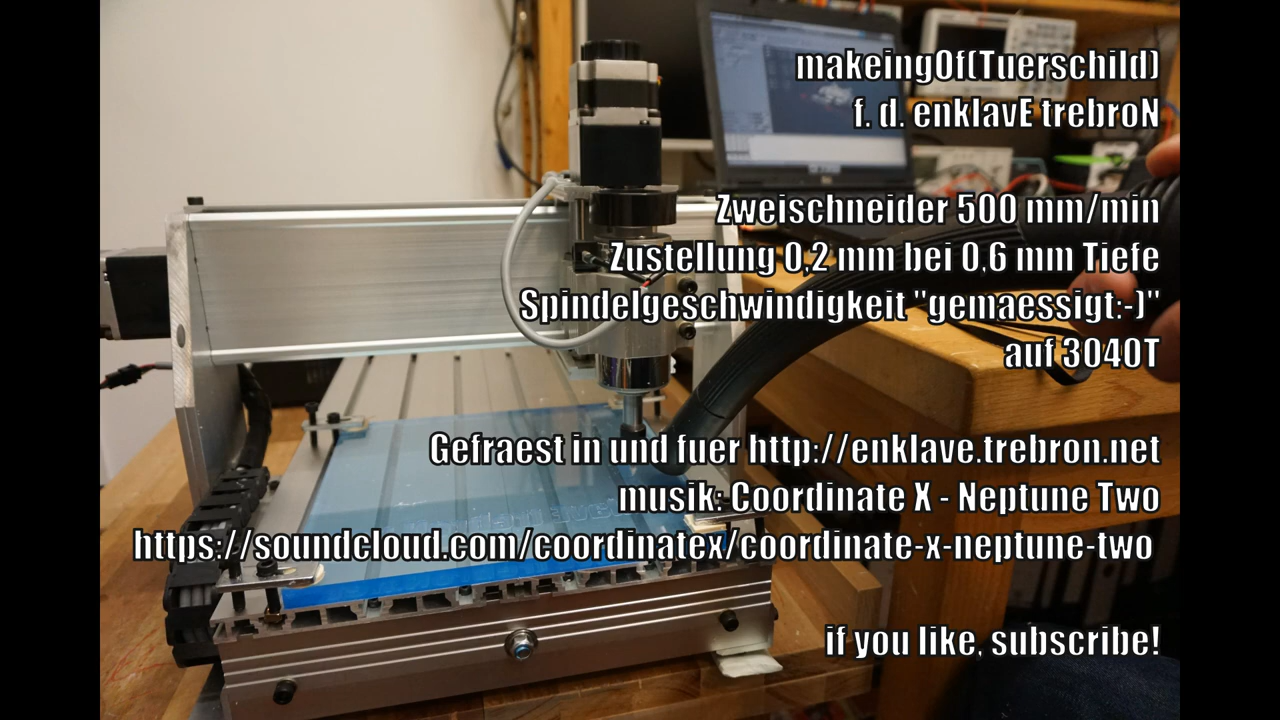 makeingOf(Tuerschild)
f. d. enklavE trebroN
Zweischneider 500 mm/min
Zustellung 0,2 mm bei 0,6 mm Tiefe
Spindelgeschwindigkeit "gemaessigt:-)"
auf 3040T
Gefraest in und fuer http://enklave.trebron.net
musik: Coordinate X - Neptune Two
https://soundcloud.com/coordinatex/coordinate-x-neptune-two
if you like, subscribe!